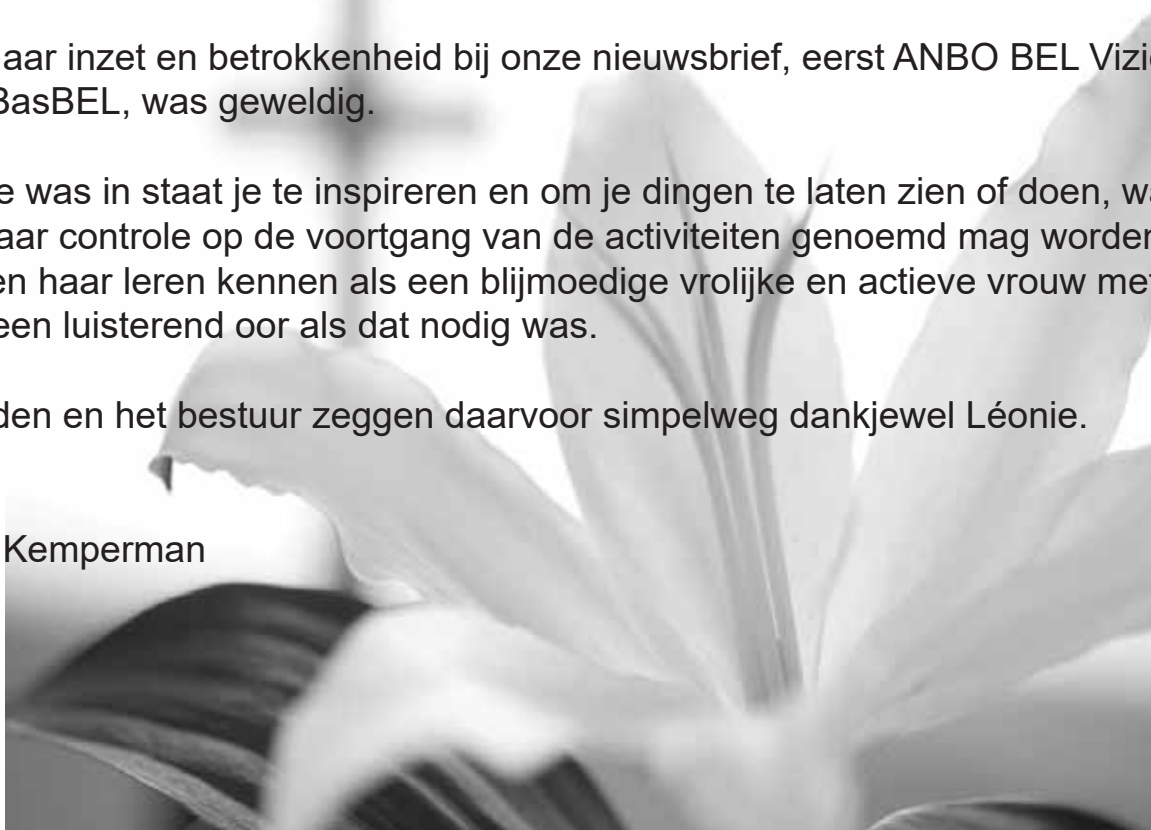 aar inzet en betrokkenheid bij onze nieuwsbrief, eerst ANBO BEL Vizi
BasBEL, was geweldig.
e was in staat je te inspireren en om je dingen te laten zien of doen, wa
aar controle op de voortgang van de activiteiten genoemd mag worden
en haar leren kennen als een blijmoedige vrolijke en actieve vrouw met
een luisterend oor als dat nodig was.
den en het bestuur zeggen daarvoor simpelweg dankjewel Léonie.
Kemperman